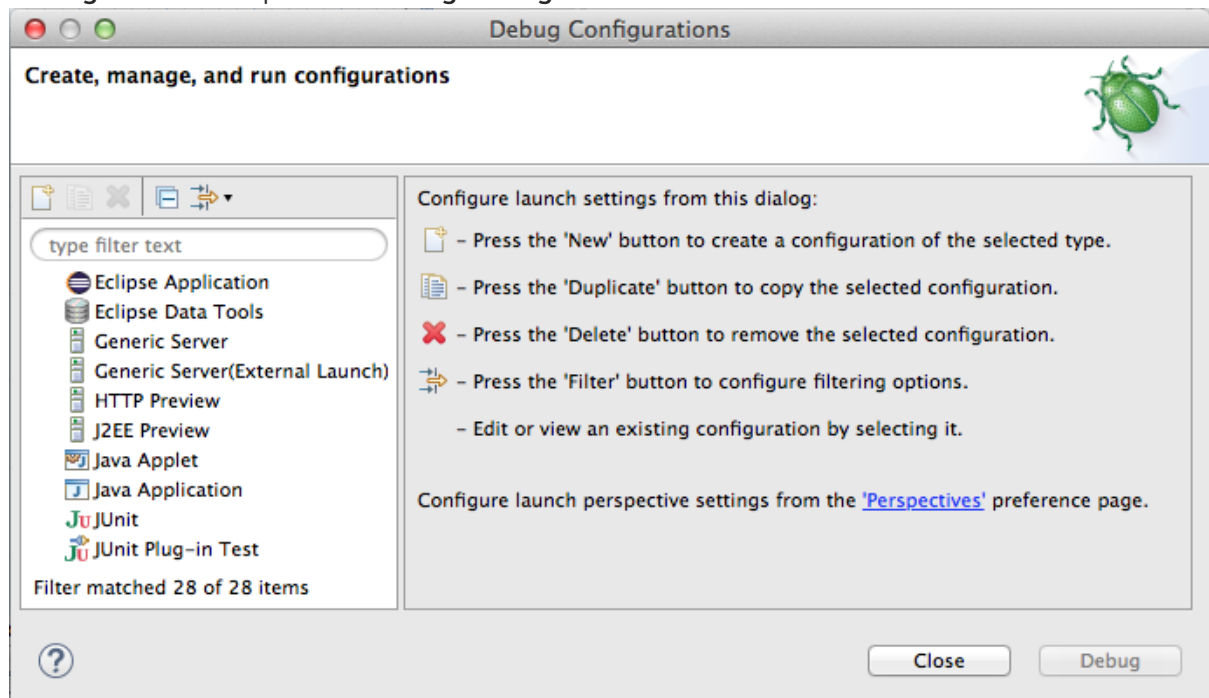 Debug Configurations
Create, manage, and run configurations
type filter text
Eclipse Application
Eclipse Data Tools
Generic Server
Generic Server(External Launch)
HTTP Preview
J2EE Preview
Java Applet
Java Application
JU JUnit
JU JUnit Plug-in Test
Filter matched 28 of 28 items
Configure launch settings from this dialog:
– Press the 'New' button to create a configuration of the selected type.
– Press the 'Duplicate' button to copy the selected configuration.
– Press the 'Delete' button to remove the selected configuration.
– Press the 'Filter' button to configure filtering options.
– Edit or view an existing configuration by selecting it.
Configure launch perspective settings from the 'Perspectives' preference page.
?
Close
Debug